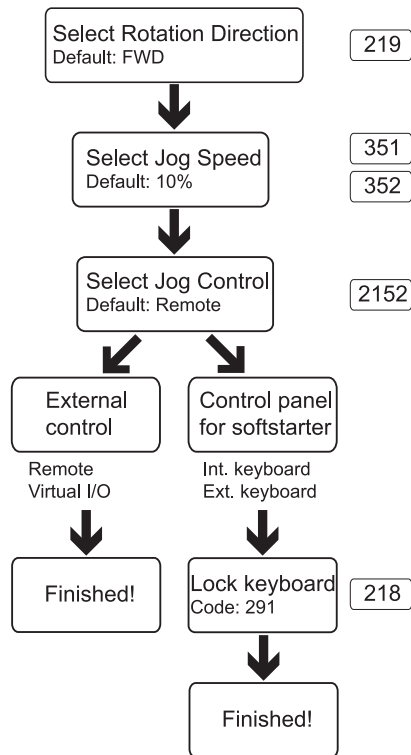 Select Rotation Direction
Default: FWD
219
Select Jog Speed
Default: 10%
351
352
Select Jog Control
Default: Remote
2152
External
control
Control panel
for softstarter
Remote
Virtual I/O
Int. keyboard
Ext. keyboard
Finished!
Lock keyboard
Code: 291
218
Finished!